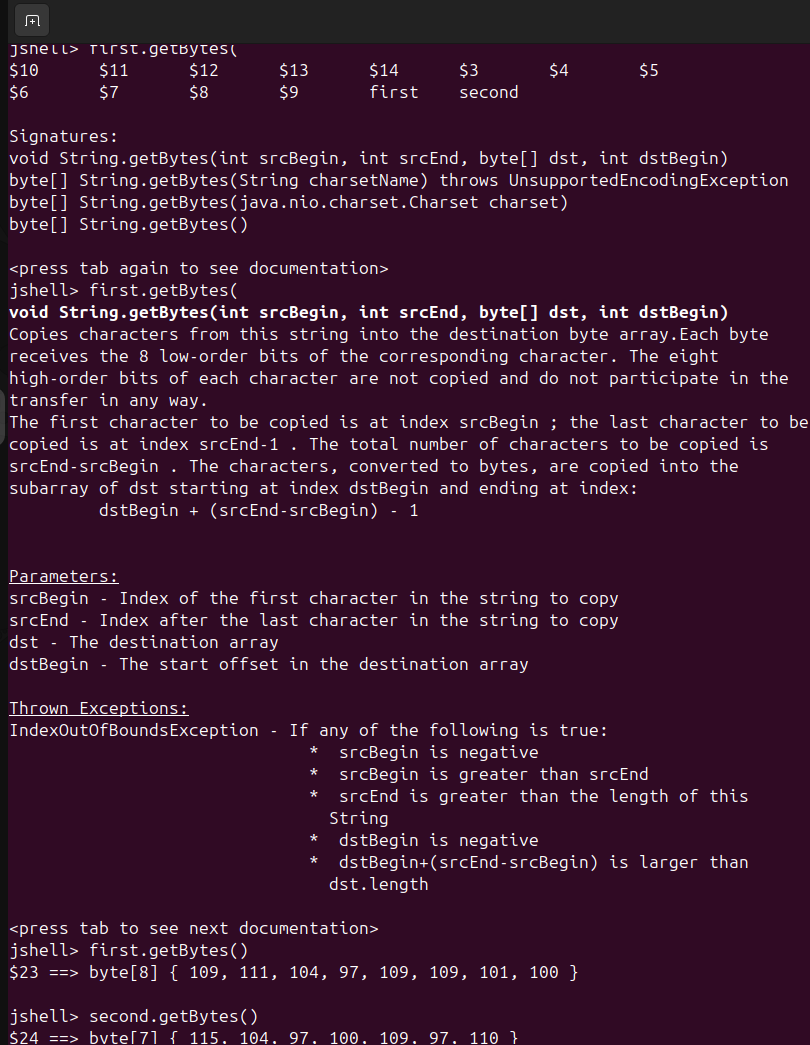 jshell> first.getBytes(
$10 $11 $12 $13 $14 $3 $4 $5
$6 $7 $8 $9 first second
Signatures:
void String.getBytes(int srcBegin, int srcEnd, byte[] dst, int dstBegin)
byte[] String.getBytes(String charsetName) throws UnsupportedEncodingException
byte[] String.getBytes(java.nio.charset.Charset charset)
byte[] String.getBytes()
<press tab again to see documentation>
jshell> first.getBytes(
void String.getBytes(int srcBegin, int srcEnd, byte[] dst, int dstBegin)
Copies characters from this string into the destination byte array.Each byte
receives the 8 low-order bits of the corresponding character. The eight
high-order bits of each character are not copied and do not participate in the
transfer in any way.
The first character to be copied is at index srcBegin ; the last character to be
copied is at index srcEnd-1 . The total number of characters to be copied is
srcEnd-srcBegin . The characters, converted to bytes, are copied into the
subarray of dst starting at index dstBegin and ending at index:
dstBegin + (srcEnd-srcBegin) - 1
Parameters:
srcBegin - Index of the first character in the string to copy
srcEnd - Index after the last character in the string to copy
dst - The destination array
dstBegin - The start offset in the destination array
Thrown Exceptions:
IndexOutOfBoundsException - If any of the following is true:
* srcBegin is negative
* srcBegin is greater than srcEnd
* srcEnd is greater than the length of this
String
* dstBegin is negative
* dstBegin+(srcEnd-srcBegin) is larger than
dst.length
<press tab to see next documentation>
jshell> first.getBytes()
$23 ==> byte[8] { 109, 111, 104, 97, 109, 109, 101, 100 }
jshell> second.getBytes()
$24 ==> byte[7] { 115, 104, 97, 100, 109, 97, 110 }